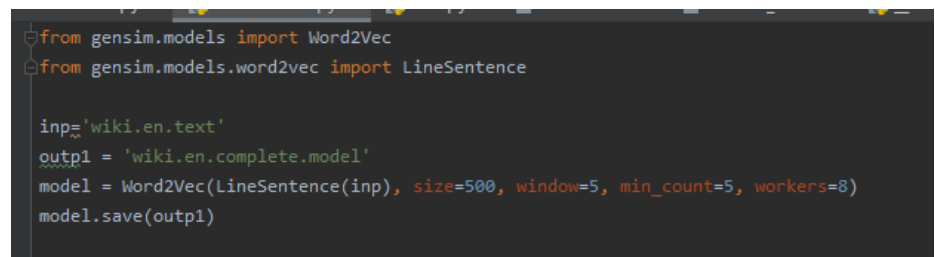 from gensim.models import Word2Vec
from gensim.models.word2vec import LineSentence
inp='wiki.en.text'
outp1 = 'wiki.en.complete.model'
model = Word2Vec(LineSentence(inp), size=500, window=5, min_count=5, workers=8)
model.save(outp1)